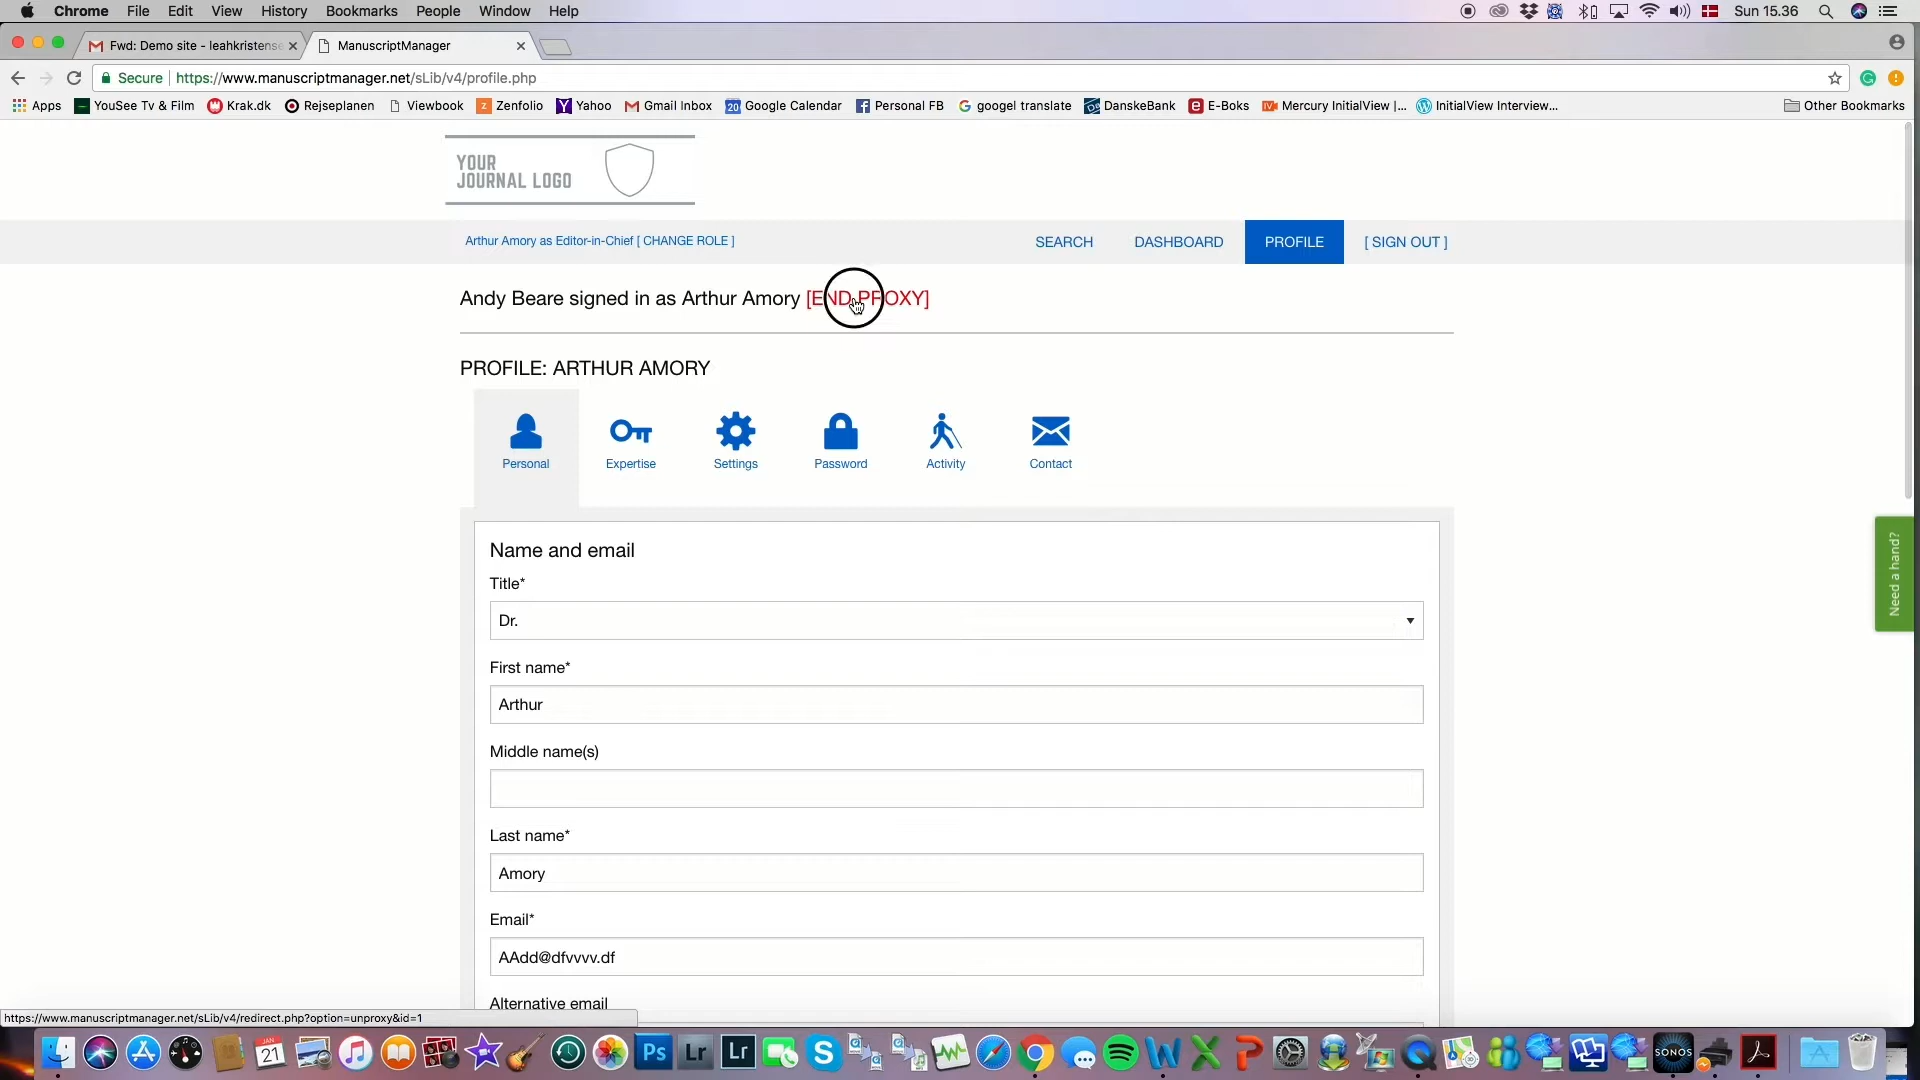 Chrome File Edit View History Bookmarks People Window Help Sun 15.36
Fwd: Demo site - leahkristense ManuscriptManager
Secure https://www.manuscriptmanager.net/sLib/v4/profile.php
Apps YouSee Tv & Film Krak.dk Rejseplanen Viewbook Zenfolio Yahoo Gmail Inbox Google Calendar Personal FB googel translate DanskeBank E-Boks Mercury InitialView |... InitialView Interview... Other Bookmarks
YOUR
JOURNAL LOGO
Arthur Amory as Editor-in-Chief [ CHANGE ROLE ] SEARCH DASHBOARD PROFILE [ SIGN OUT ]
Andy Beare signed in as Arthur Amory [END PROXY]
PROFILE: ARTHUR AMORY
Personal Expertise Settings Password Activity Contact
Name and email
Title*
Dr.
First name*
Arthur
Middle name(s)
Last name*
Amory
Email*
AAdd@dfvvvv.df
Alternative email
Need a hand?
https://www.manuscriptmanager.net/sLib/v4/redirect.php?option=unproxy&id=1
JAN
21
Ps Lr Lr
SONOS